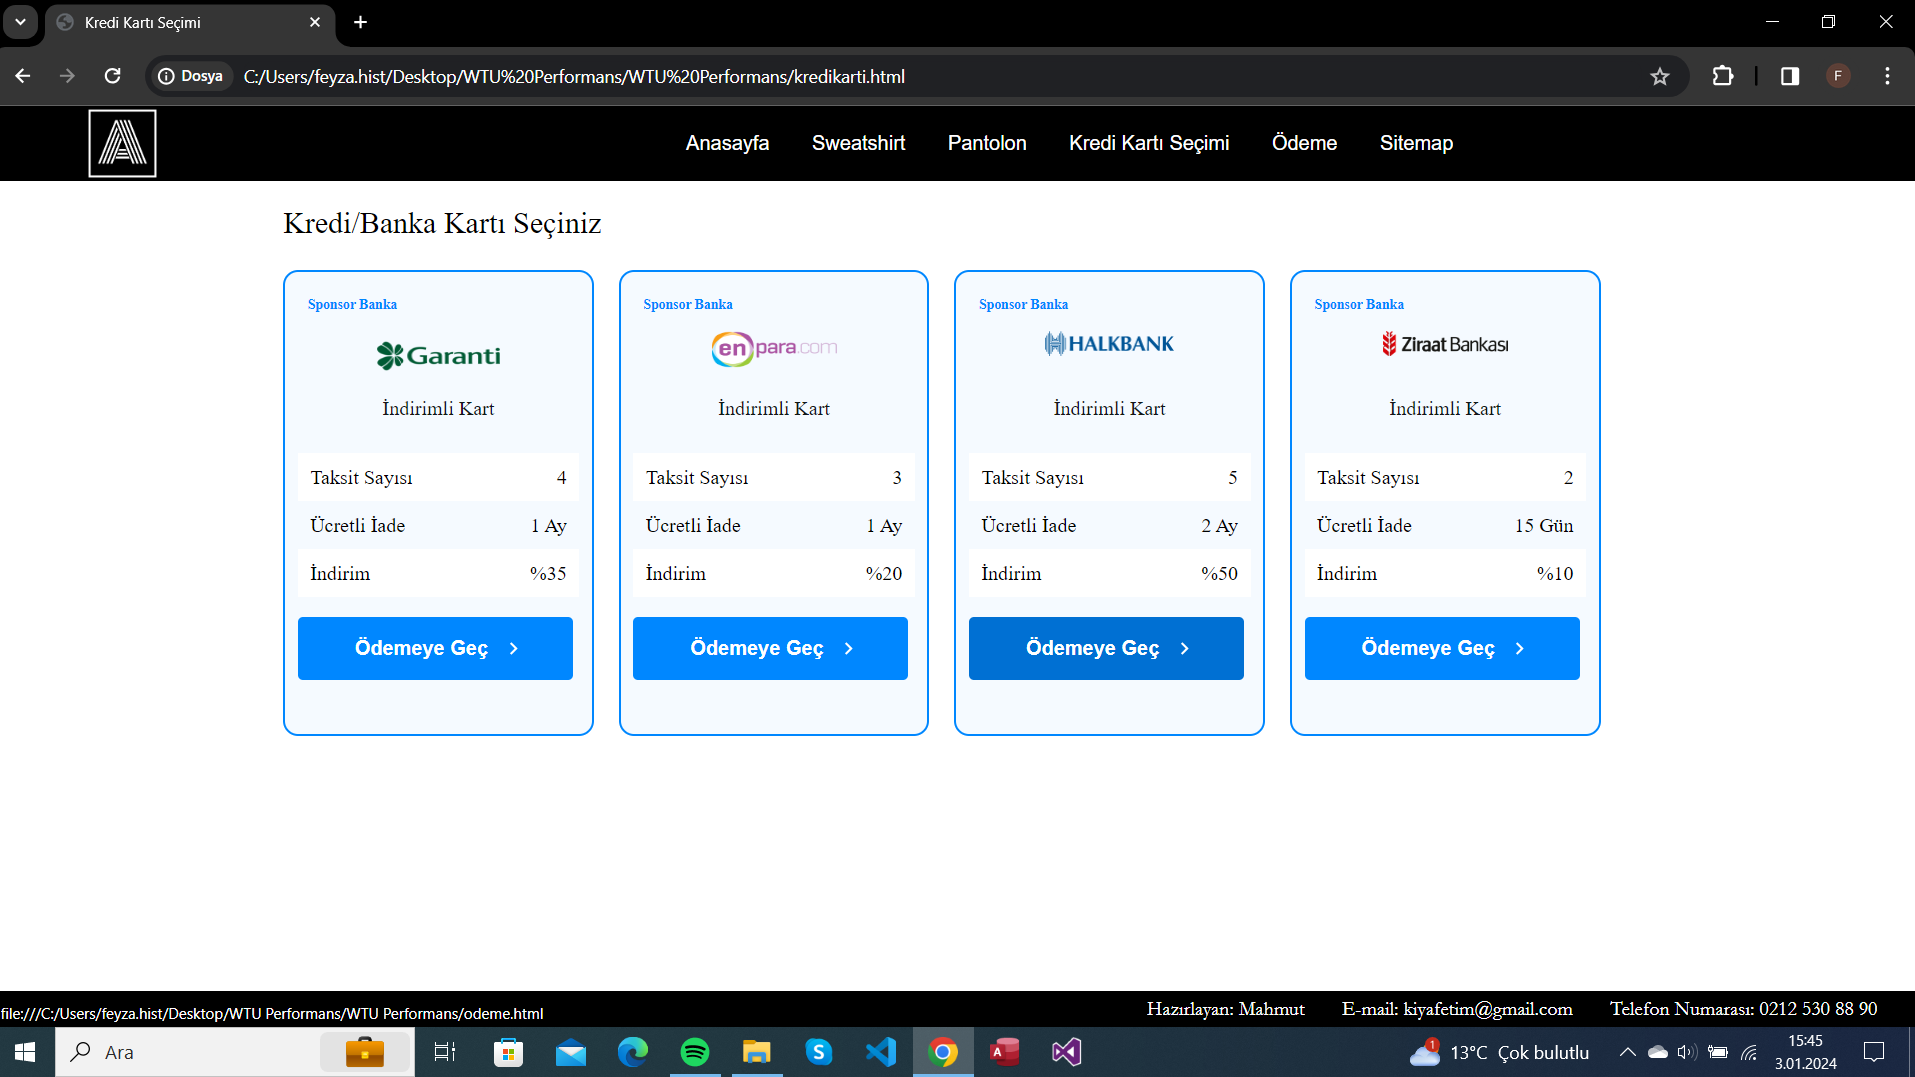 Kredi Kartı Seçimi
Dosya C:/Users/feyza.hist/Desktop/WTU%20Performans/WTU%20Performans/kredikarti.html
F
Anasayfa Sweatshirt Pantolon Kredi Kartı Seçimi Ödeme Sitemap
Kredi/Banka Kartı Seçiniz
Sponsor Banka
Garanti
İndirimli Kart
Taksit Sayısı 4
Ücretli İade 1 Ay
İndirim %35
Ödemeye Geç
Sponsor Banka
enpara.com
İndirimli Kart
Taksit Sayısı 3
Ücretli İade 1 Ay
İndirim %20
Ödemeye Geç
Sponsor Banka
HALKBANK
İndirimli Kart
Taksit Sayısı 5
Ücretli İade 2 Ay
İndirim %50
Ödemeye Geç
Sponsor Banka
Ziraat Bankası
İndirimli Kart
Taksit Sayısı 2
Ücretli İade 15 Gün
İndirim %10
Ödemeye Geç
Hazırlayan: Mahmut E-mail: kiyafetim@gmail.com Telefon Numarası: 0212 530 88 90
file:///C:/Users/feyza.hist/Desktop/WTU Performans/WTU Performans/odeme.html
Ara
1
13°C Çok bulutlu
15:45
3.01.2024